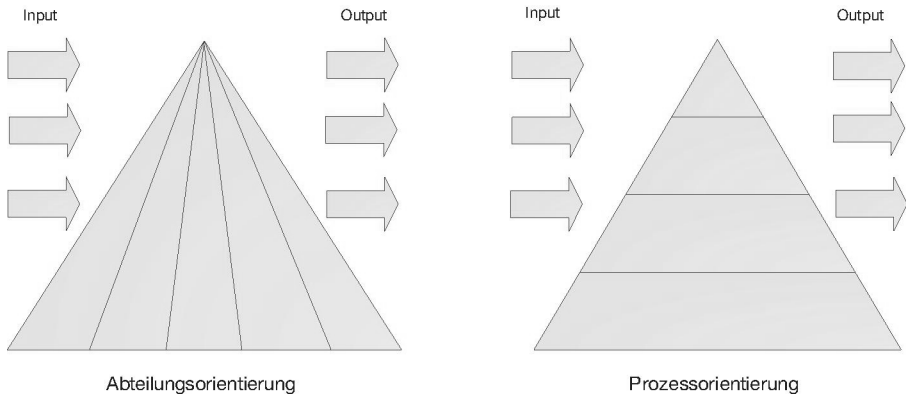 Input
Output
Abteilungsorientierung
Input
Output
Prozessorientierung